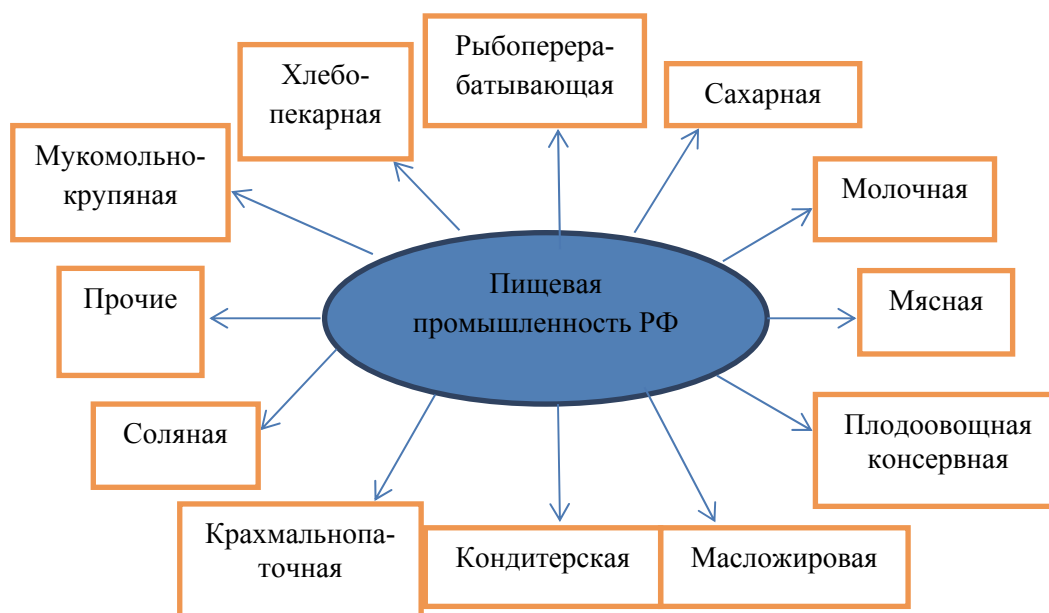 Рыбоперера-
батывающая
Хлебо-
пекарная
Сахарная
Мукомольно-
крупяная
Молочная
Пищевая
промышленность РФ
Прочие
Мясная
Соляная
Плодоовощная
консервная
Крахмальнопа-
точная
Кондитерская
Масложировая